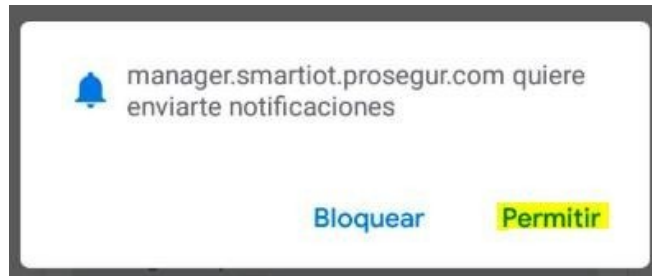 manager.smartiot.prosegur.com quiere
enviarte notificaciones
Bloquear Permitir